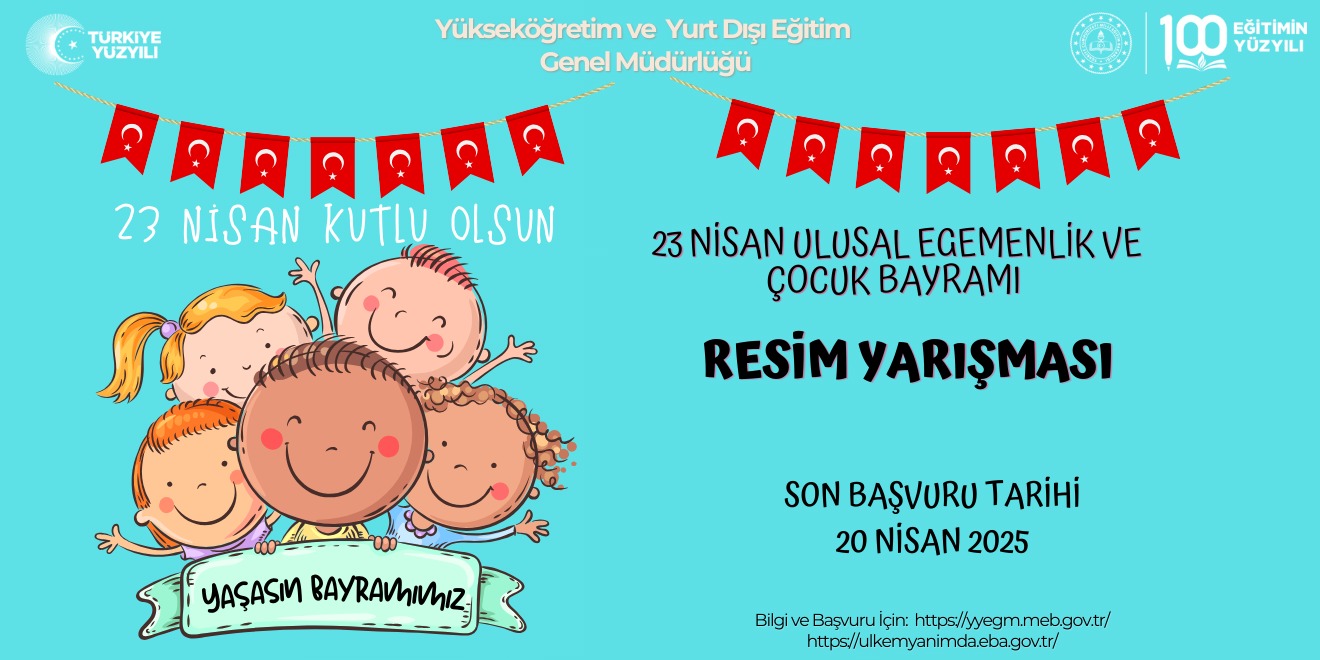 TÜRKİYE
YÜZYILI
Yükseköğretim ve Yurt Dışı Eğitim
Genel Müdürlüğü
100
EĞİTİMİN
YÜZYILI
23 NİSAN KUTLU OLSUN
YAŞASIN BAYRAMIMIZ
23 NİSAN ULUSAL EGEMENLİK VE
ÇOCUK BAYRAMI
RESİM YARIŞMASI
SON BAŞVURU TARİHİ
20 NİSAN 2025
Bilgi ve Başvuru İçin: https://yyegm.meb.gov.tr/
https://ulkemyanimda.eba.gov.tr/